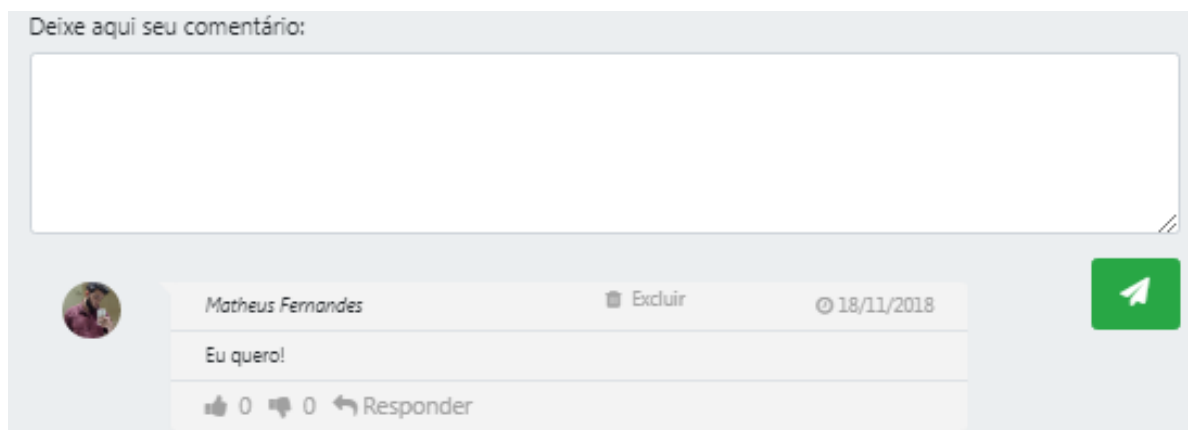 Deixe aqui seu comentário:
Matheus Fernandes Excluir 18/11/2018
Eu quero!
0 0 Responder